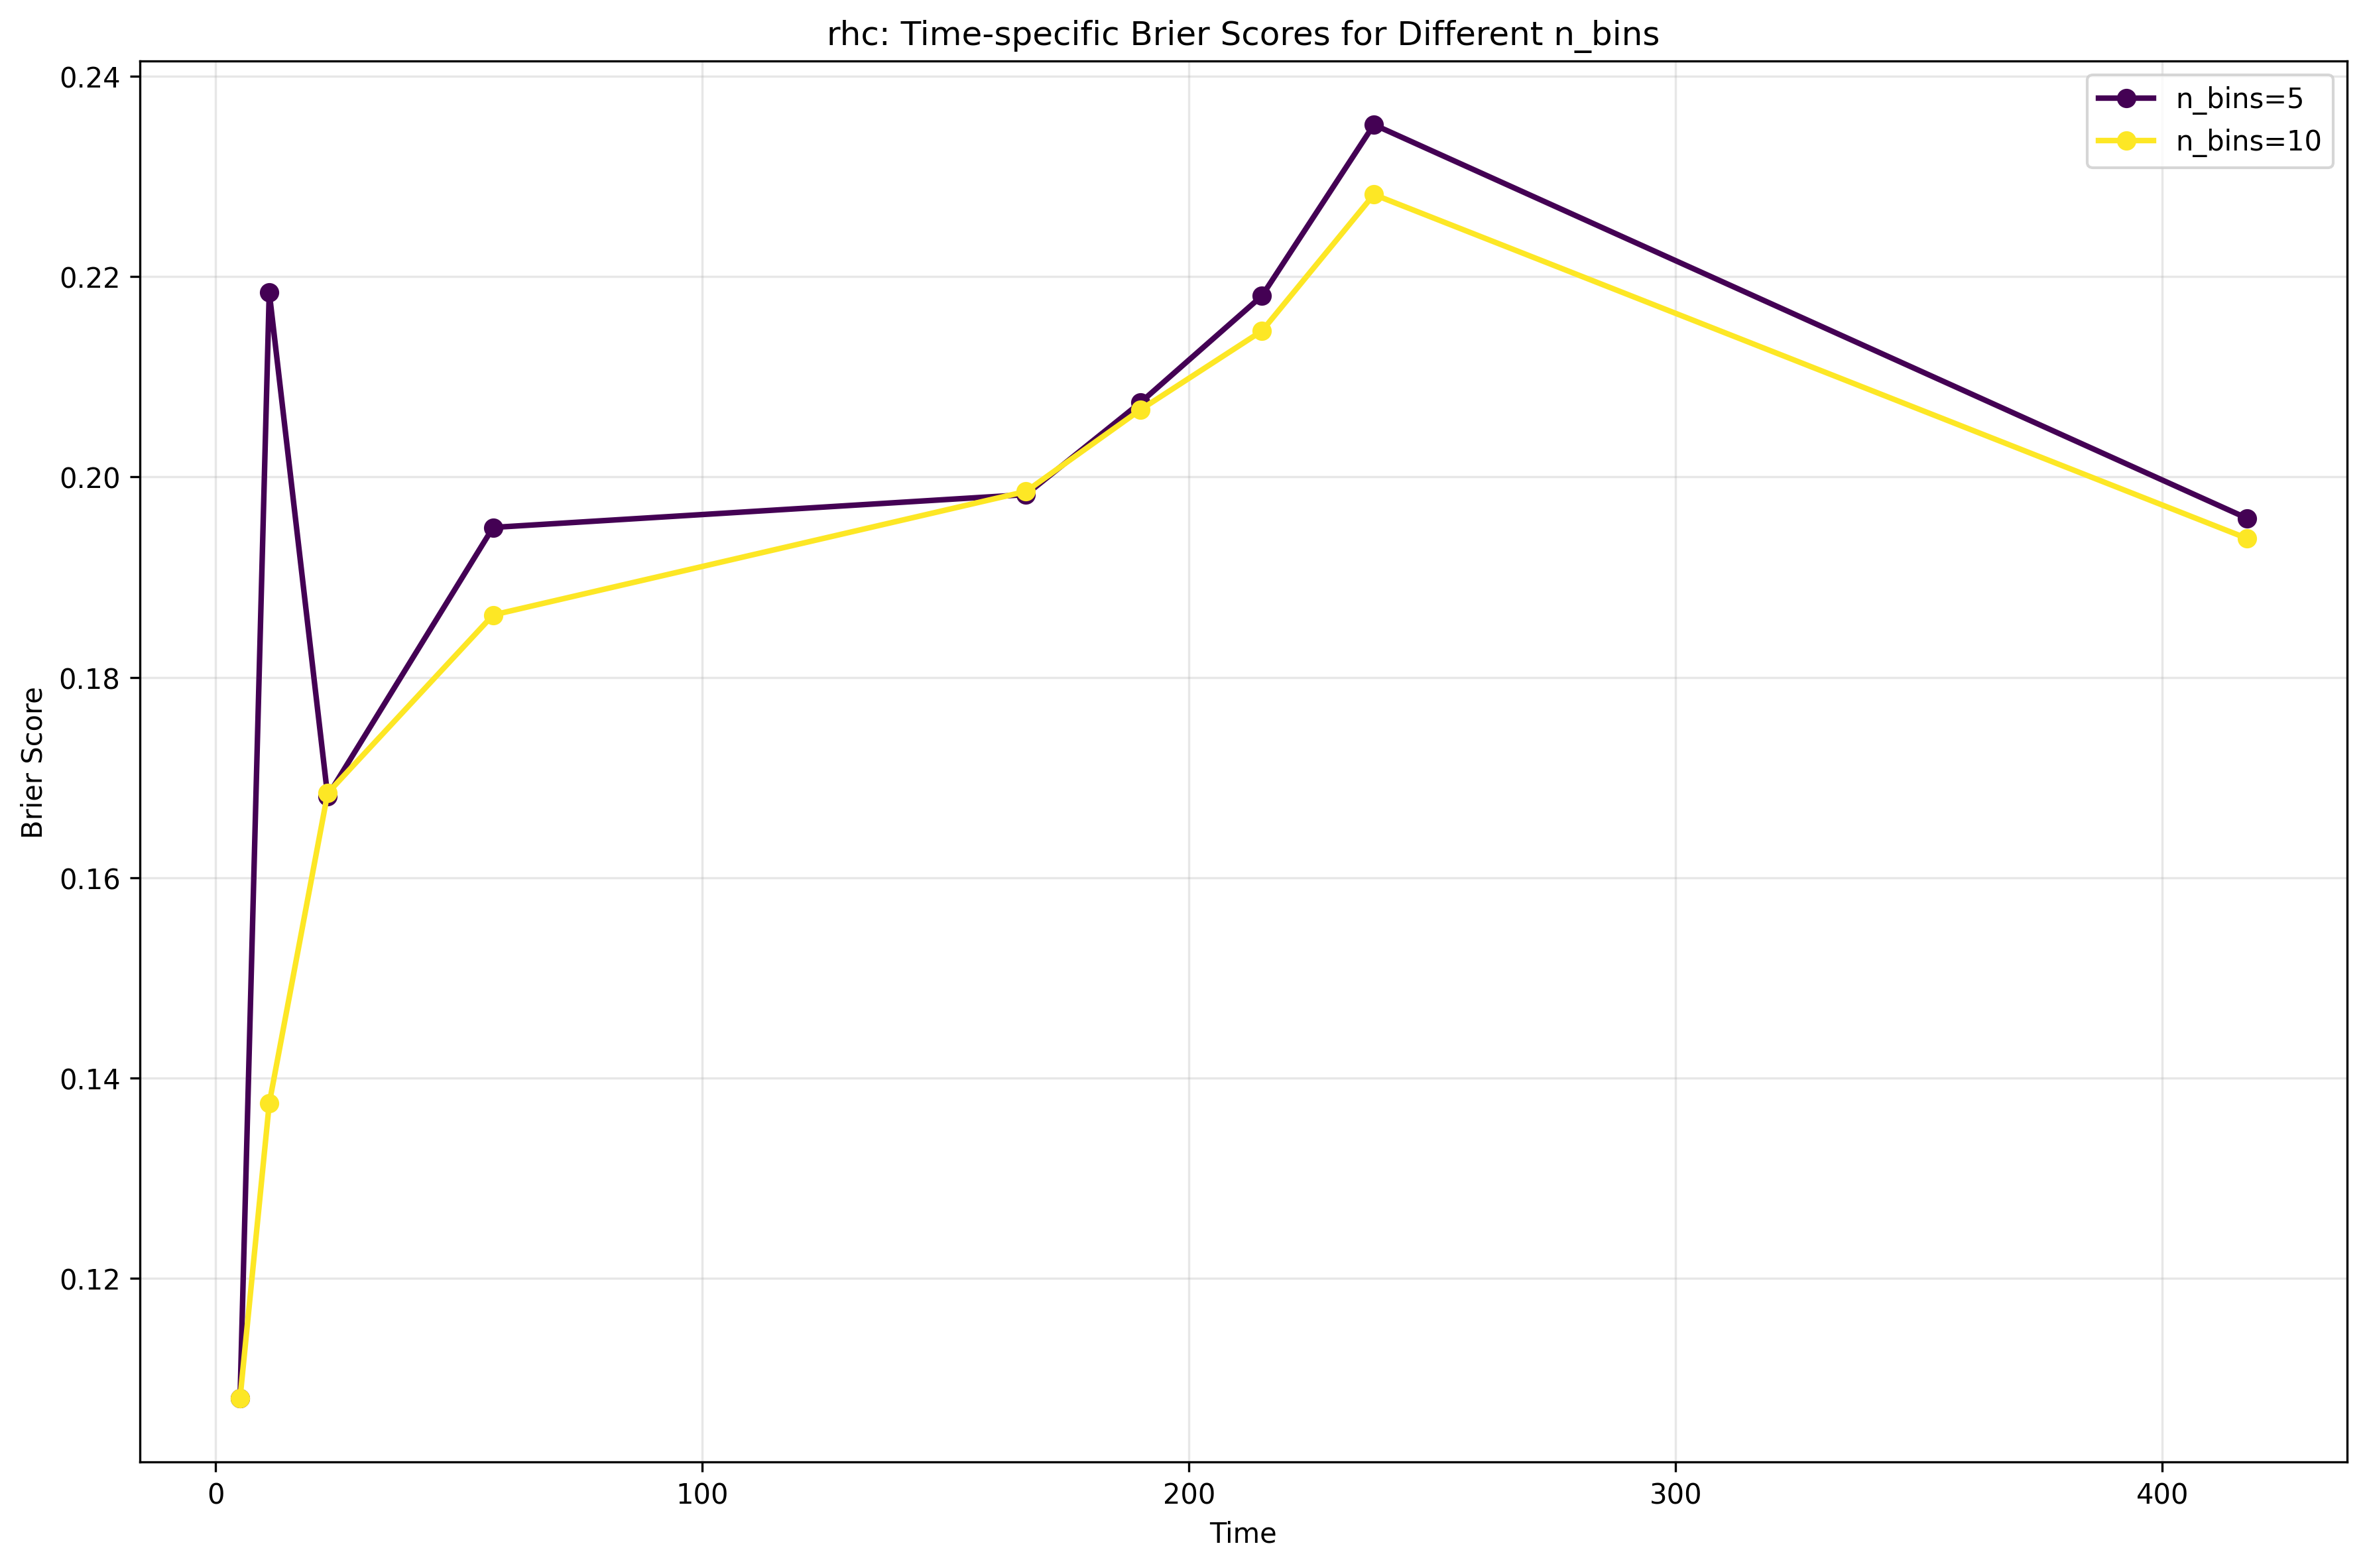 rhc: Time-specific Brier Scores for Different n_bins
n_bins=5
n_bins=10
0.24
0.22
0.20
0.18
0.16
0.14
0.12
Brier Score
0
100
200
300
400
Time